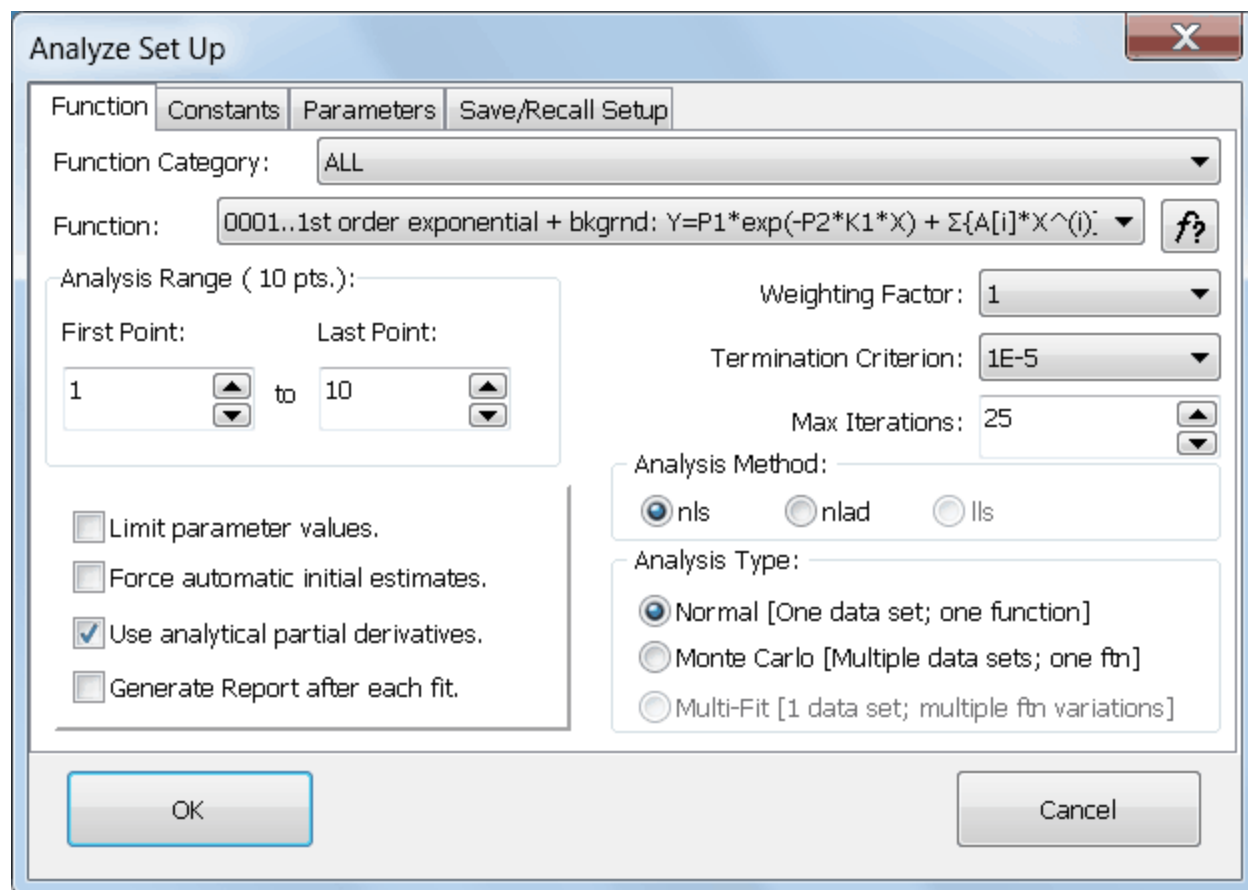 Analyze Set Up
X
Function Constants Parameters Save/Recall Setup
Function Category: ALL
Function: 0001..1st order exponential + bkgrnd: Y=P1*exp(-P2*K1*X) + Σ{A[i]*X^(i) f?
Analysis Range ( 10 pts.):
First Point: Last Point:
1 to 10
Weighting Factor: 1
Termination Criterion: 1E-5
Max Iterations: 25
Analysis Method:
nls nlad lls
Limit parameter values.
Force automatic initial estimates.
Use analytical partial derivatives.
Generate Report after each fit.
Analysis Type:
Normal [One data set; one function]
Monte Carlo [Multiple data sets; one ftn]
Multi-Fit [1 data set; multiple ftn variations]
OK Cancel